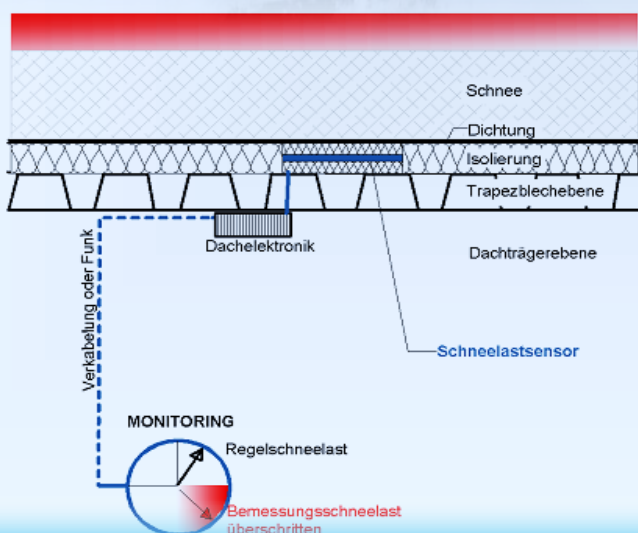 Schnee
Dichtung
Isolierung
Trapezblechebene
Dachelektronik
Dachträgerebene
Verkabelung oder Funk
Schneelastsensor
MONITORING
Regelschneelast
Bemessungsschneelast
überschritten